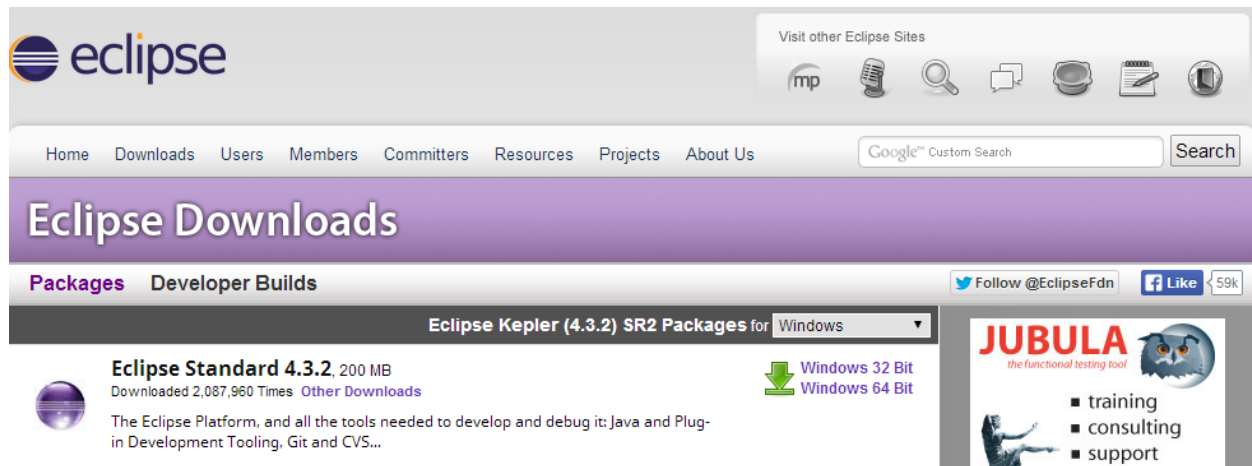 eclipse
Visit other Eclipse Sites
mp
Home Downloads Users Members Committers Resources Projects About Us
Google™ Custom Search
Search
Eclipse Downloads
Packages Developer Builds
Follow @EclipseFdn
Like 59k
Eclipse Kepler (4.3.2) SR2 Packages for Windows
Eclipse Standard 4.3.2, 200 MB
Downloaded 2,087,960 Times Other Downloads
The Eclipse Platform, and all the tools needed to develop and debug it: Java and Plug-
in Development Tooling, Git and CVS...
Windows 32 Bit
Windows 64 Bit
JUBULA
the functional testing tool
training
consulting
support